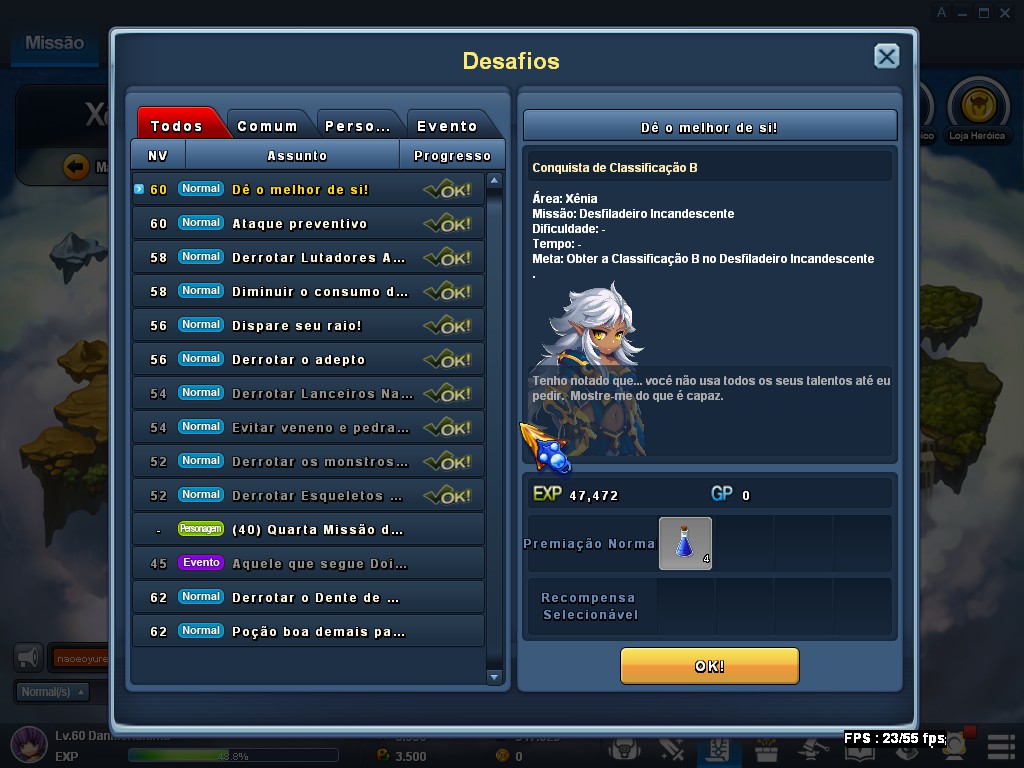 A
Missão
Desafios
Todos
Comum
Perso...
Evento
NV
Assunto
Progresso
60 Normal Dê o melhor de si! OK!
60 Normal Ataque preventivo OK!
58 Normal Derrotar Lutadores A... OK!
58 Normal Diminuir o consumo d... OK!
56 Normal Dispare seu raio! OK!
56 Normal Derrotar o adepto OK!
54 Normal Derrotar Lanceiros Na... OK!
54 Normal Evitar veneno e pedra... OK!
52 Normal Derrotar os monstros... OK!
52 Normal Derrotar Esqueletos ... OK!
- Personagem (40) Quarta Missão d...
45 Evento Aquele que segue Doi...
62 Normal Derrotar o Dente de ...
62 Normal Poção boa demais pa...
Dê o melhor de si!
Conquista de Classificação B
Área: Xênia
Missão: Desfiladeiro Incandescente
Dificuldade: -
Tempo: -
Meta: Obter a Classificação B no Desfiladeiro Incandescente
.
Tenho notado que... você não usa todos os seus talentos até eu
pedir. Mostre-me do que é capaz.
EXP 47,472 GP 0
Premiação Norma
4
Recompensa
Selecionável
OK!
Loja Heróica
naoeoyure
Normal(/s)
Lv.60
EXP
48.8%
3.500
0
FPS : 23/55 fps